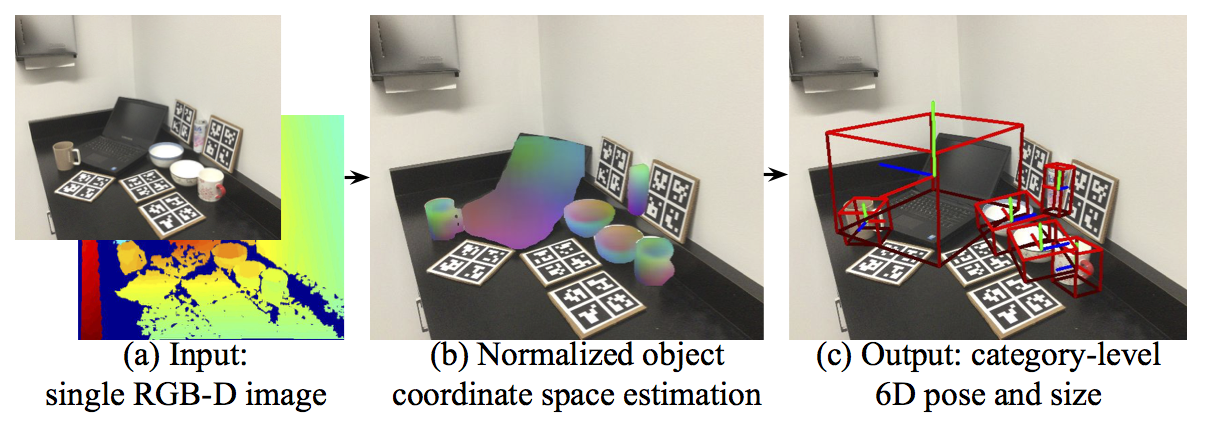 (a) Input:
single RGB-D image
(b) Normalized object
coordinate space estimation
(c) Output: category-level
6D pose and size